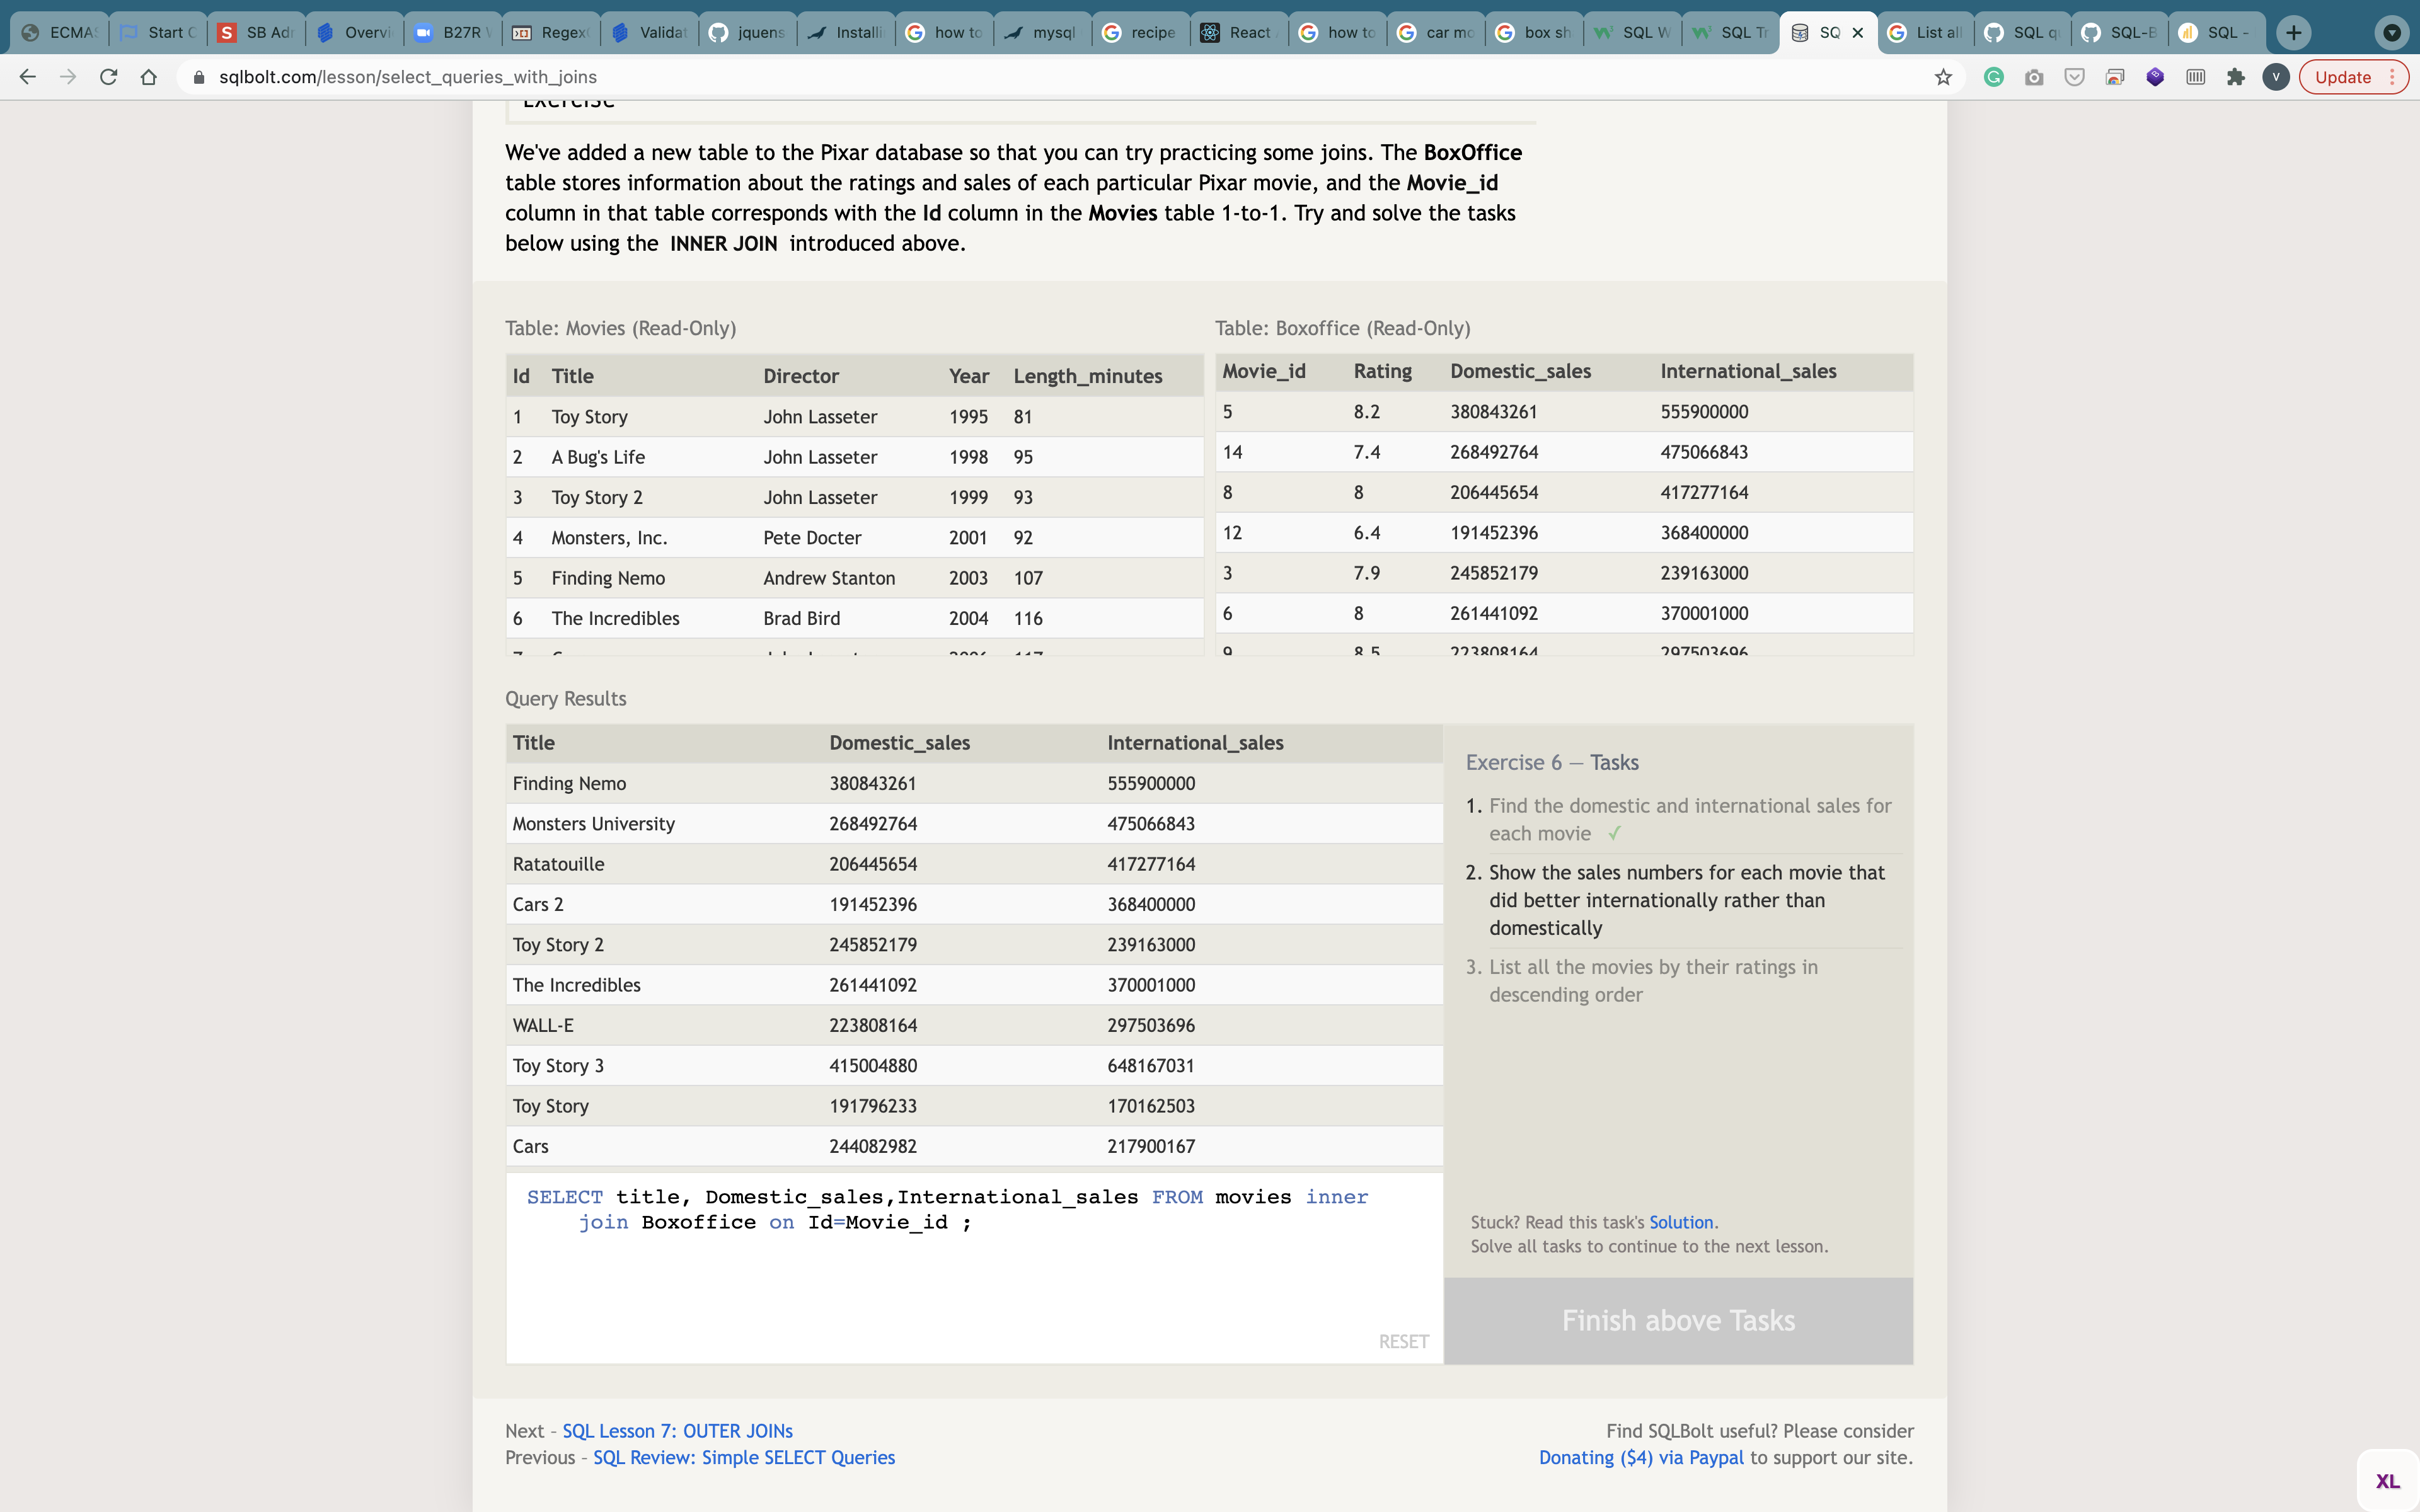 ECMAS Start C SB Adr Overvi B27R V Regex Validat jquens Installi how to mysql recipe React how to car mo box sh SQL W SQL Tr SQ List all SQL q SQL-B SQL -
sqlbolt.com/lesson/select_queries_with_joins V Update
Exercise
We've added a new table to the Pixar database so that you can try practicing some joins. The BoxOffice
table stores information about the ratings and sales of each particular Pixar movie, and the Movie_id
column in that table corresponds with the Id column in the Movies table 1-to-1. Try and solve the tasks
below using the INNER JOIN introduced above.
Table: Movies (Read-Only)
Id Title Director Year Length_minutes
1 Toy Story John Lasseter 1995 81
2 A Bug's Life John Lasseter 1998 95
3 Toy Story 2 John Lasseter 1999 93
4 Monsters, Inc. Pete Docter 2001 92
5 Finding Nemo Andrew Stanton 2003 107
6 The Incredibles Brad Bird 2004 116
Table: Boxoffice (Read-Only)
Movie_id Rating Domestic_sales International_sales
5 8.2 380843261 555900000
14 7.4 268492764 475066843
8 8 206445654 417277164
12 6.4 191452396 368400000
3 7.9 245852179 239163000
6 8 261441092 370001000
9 8.5 223808164 297503696
Query Results
Title Domestic_sales International_sales
Finding Nemo 380843261 555900000
Monsters University 268492764 475066843
Ratatouille 206445654 417277164
Cars 2 191452396 368400000
Toy Story 2 245852179 239163000
The Incredibles 261441092 370001000
WALL-E 223808164 297503696
Toy Story 3 415004880 648167031
Toy Story 191796233 170162503
Cars 244082982 217900167
SELECT title, Domestic_sales,International_sales FROM movies inner
join Boxoffice on Id=Movie_id ;
RESET
Exercise 6 — Tasks
1. Find the domestic and international sales for
each movie ✓
2. Show the sales numbers for each movie that
did better internationally rather than
domestically
3. List all the movies by their ratings in
descending order
Stuck? Read this task's Solution.
Solve all tasks to continue to the next lesson.
Finish above Tasks
Next – SQL Lesson 7: OUTER JOINs
Previous – SQL Review: Simple SELECT Queries
Find SQLBolt useful? Please consider
Donating ($4) via Paypal to support our site.
XL